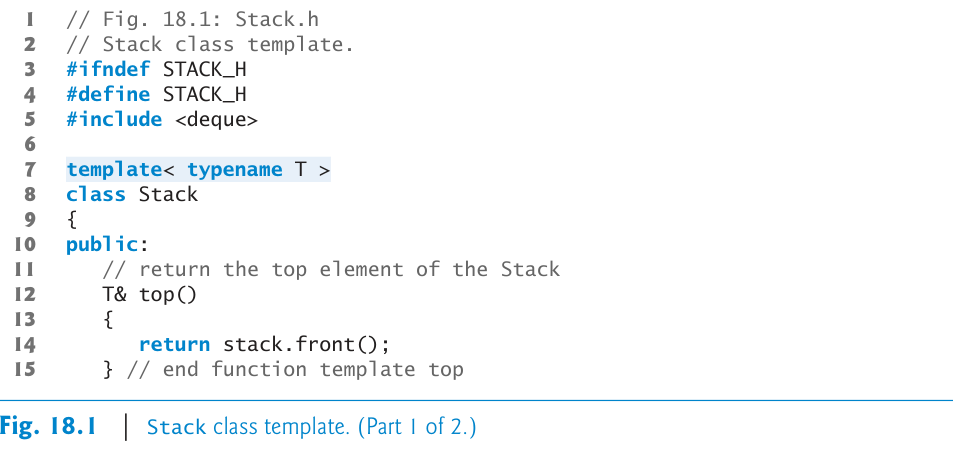 1 // Fig. 18.1: Stack.h
2 // Stack class template.
3 #ifndef STACK_H
4 #define STACK_H
5 #include <deque>
6
7 template< typename T >
8 class Stack
9 {
10 public:
11    // return the top element of the Stack
12    T& top()
13    {
14       return stack.front();
15    } // end function template top
Fig. 18.1 | Stack class template. (Part 1 of 2.)